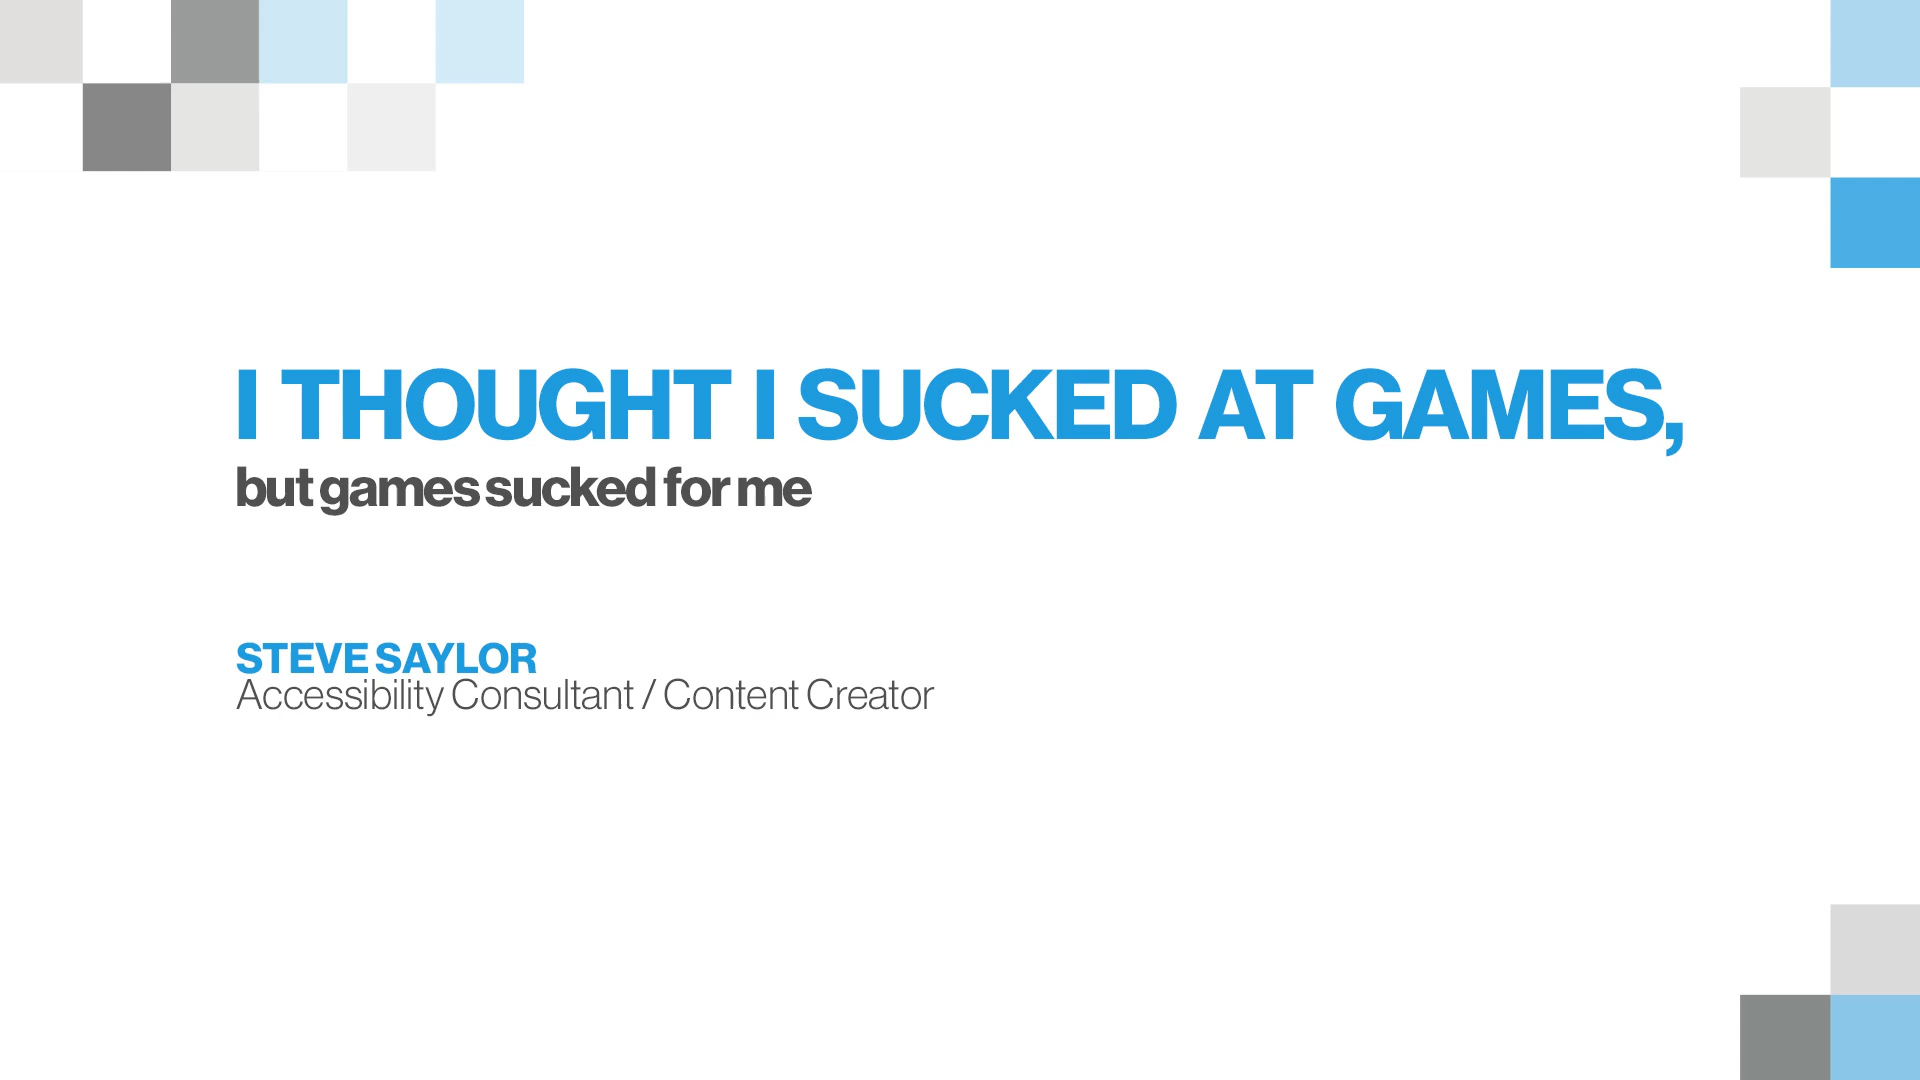 I THOUGHT I SUCKED AT GAMES,
but games sucked for me
STEVE SAYLOR
Accessibility Consultant / Content Creator